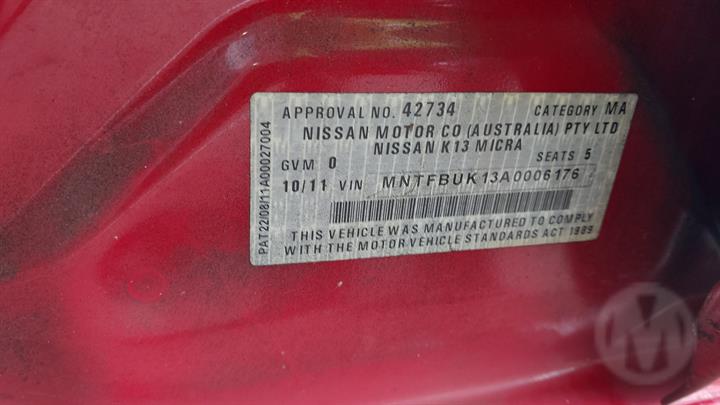 APPROVAL NO. 42734 CATEGORY MA
NISSAN MOTOR CO (AUSTRALIA) PTY LTD
NISSAN K13 MICRA
GVM 0 SEATS 5
10/11 VIN MNTFBUK13A0006176
THIS VEHICLE WAS MANUFACTURED TO COMPLY
WITH THE MOTOR VEHICLE STANDARDS ACT 1989
PAT22/08/11A00027004
M